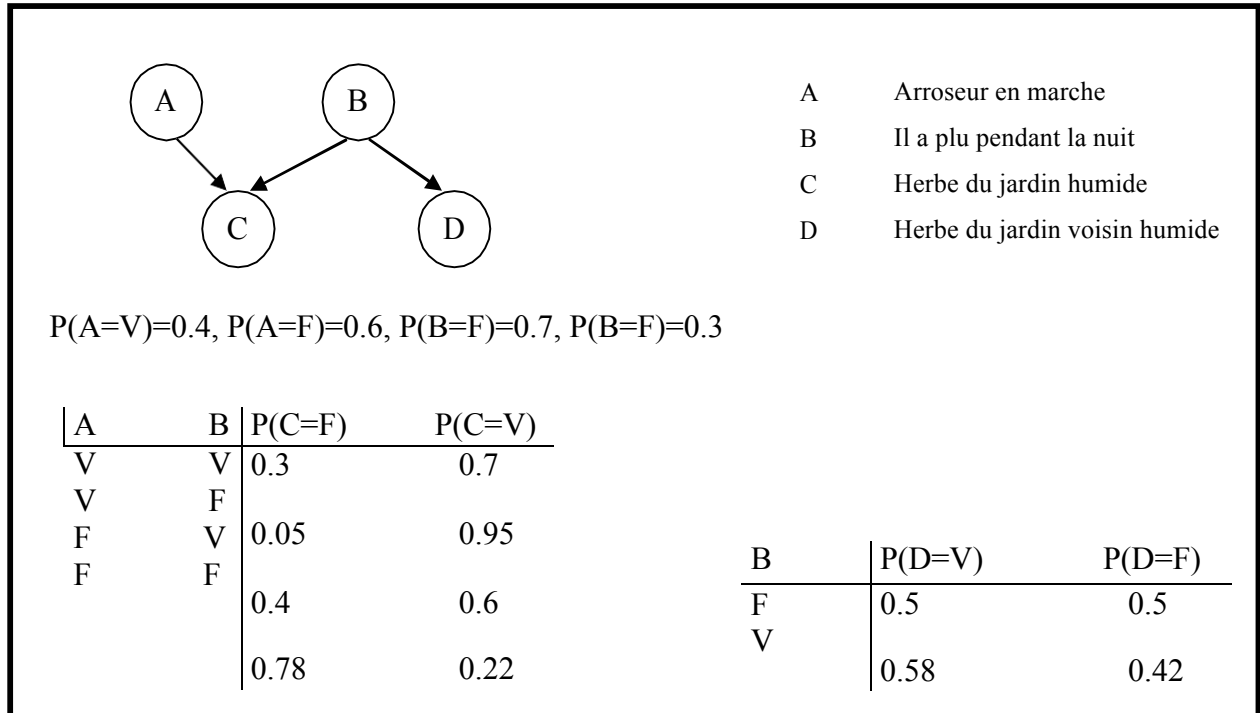 A B
C D
A Arroseur en marche
B Il a plu pendant la nuit
C Herbe du jardin humide
D Herbe du jardin voisin humide
P(A=V)=0.4, P(A=F)=0.6, P(B=F)=0.7, P(B=F)=0.3
A B P(C=F) P(C=V)
V V 0.3 0.7
V F
F V 0.05 0.95
F F
0.4 0.6
0.78 0.22
B P(D=V) P(D=F)
F 0.5 0.5
V
0.58 0.42